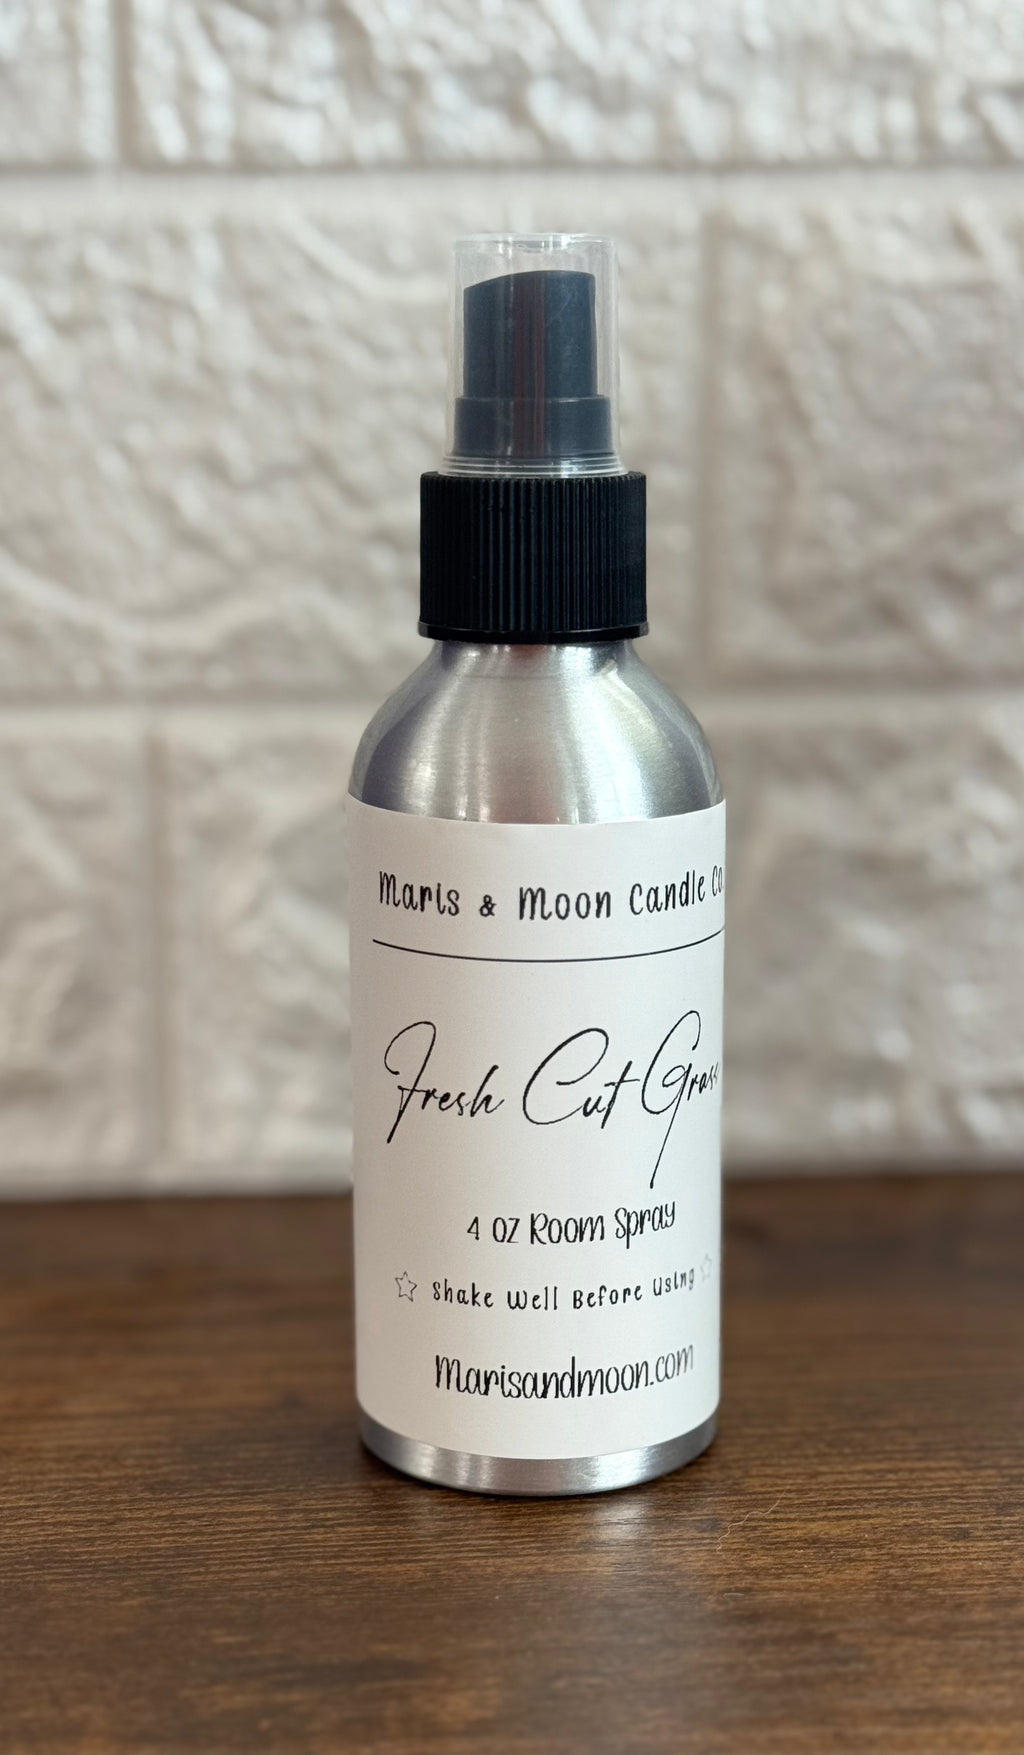 Maris & Moon Candle Co.
Fresh Cut Grass
4 oz Room Spray
Shake Well Before Using
Marisandmoon.com